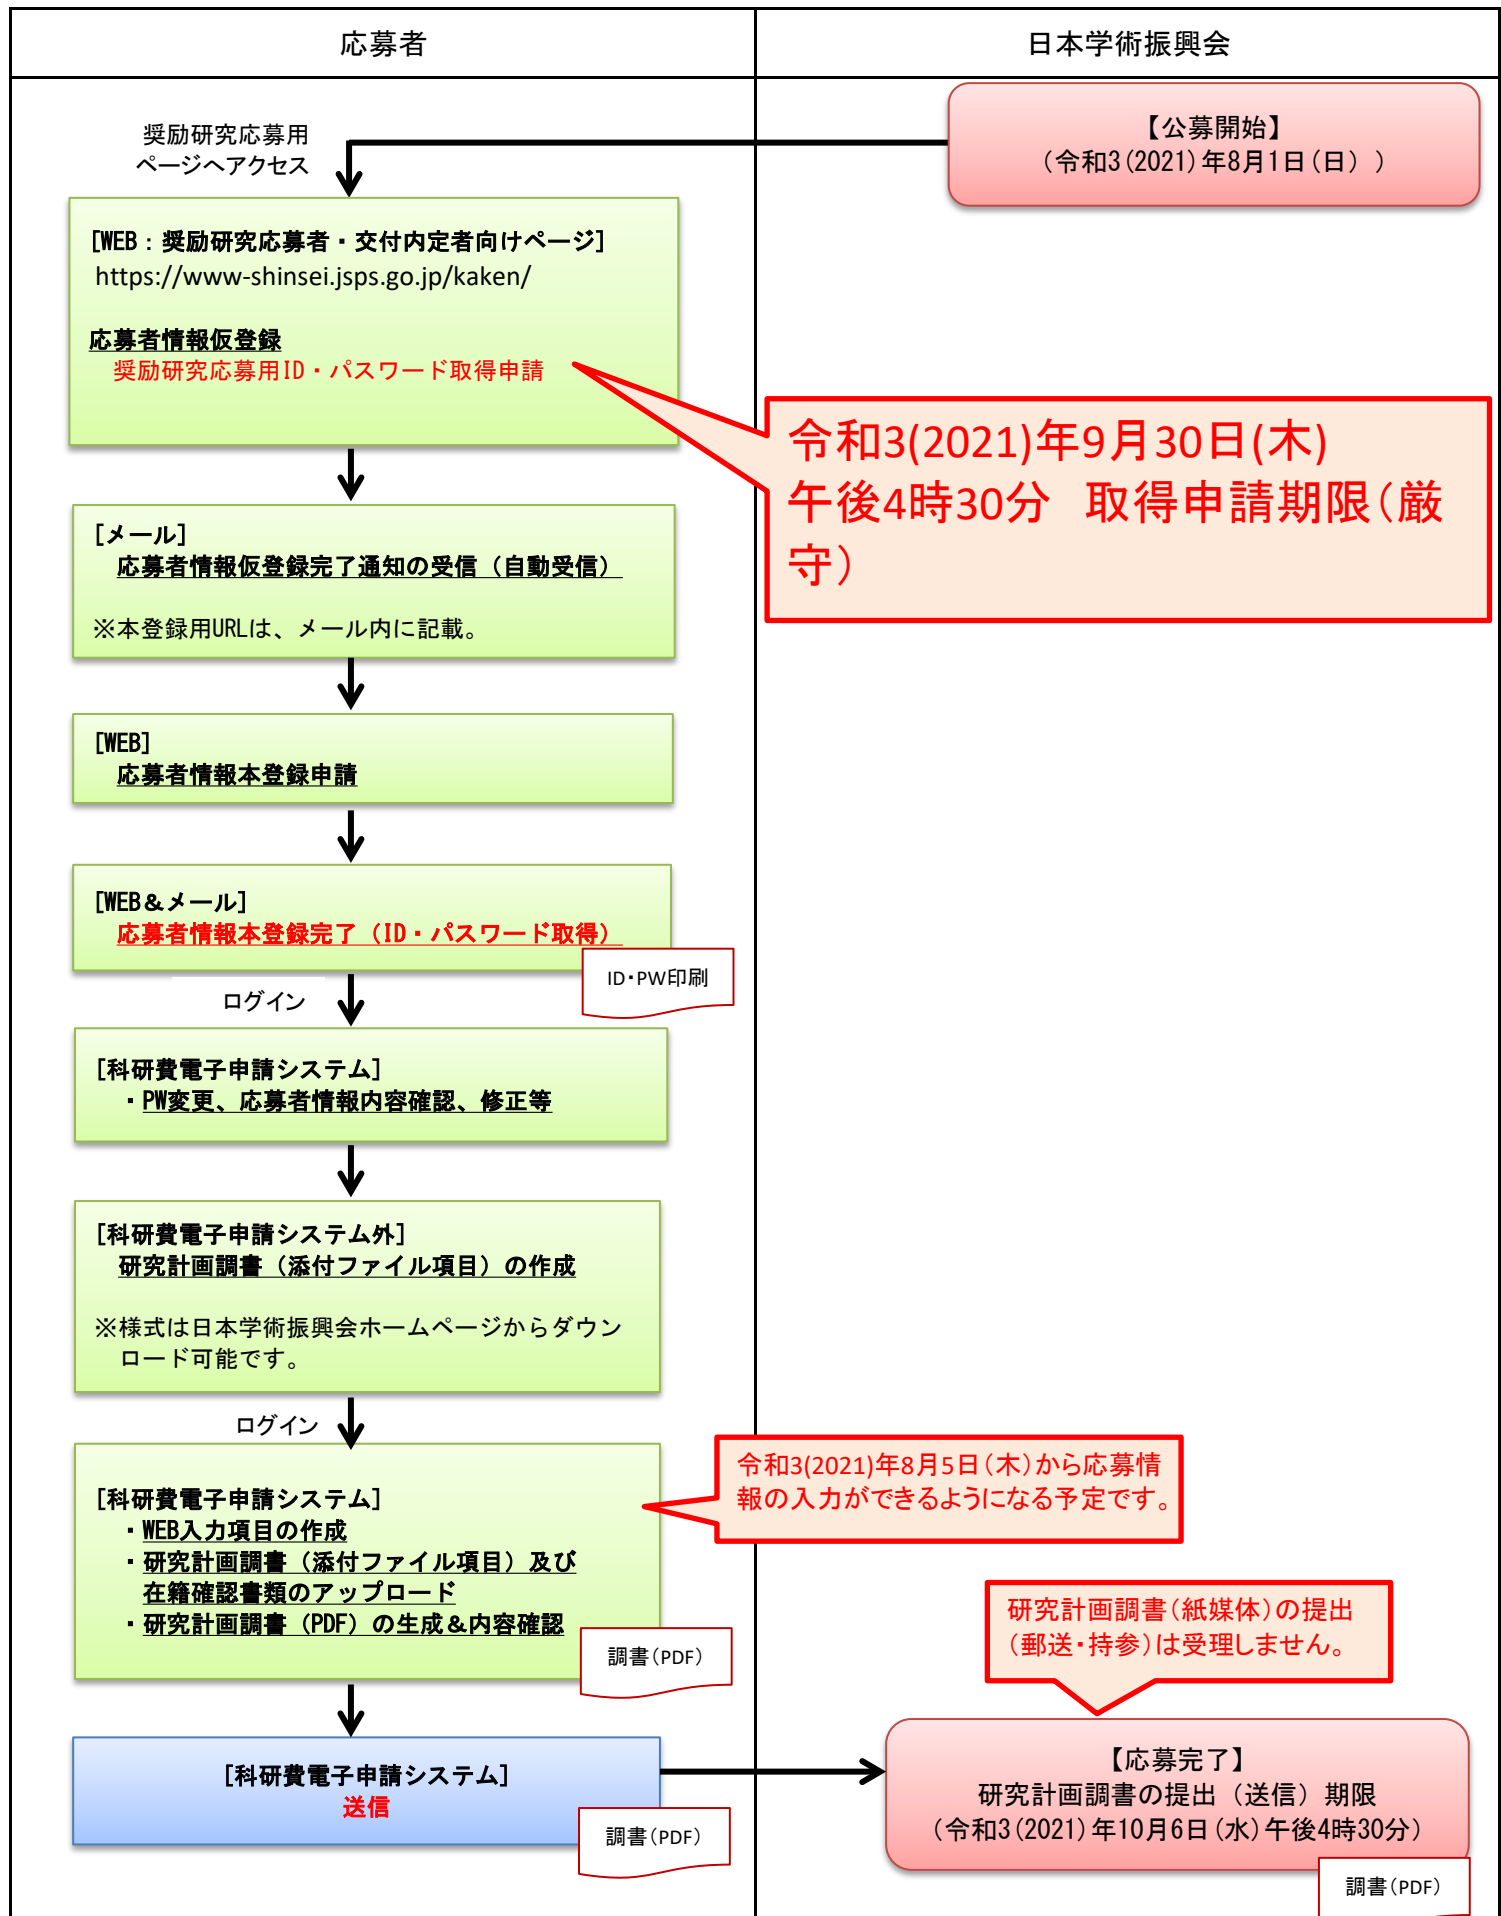 応募者
日本学術振興会
【公募開始】
（令和3(2021)年8月1日(日)）
奨励研究応募用
ページへアクセス
[WEB：奨励研究応募者・交付内定者向けページ]
https://www-shinsei.jsps.go.jp/kaken/
応募者情報仮登録
奨励研究応募用ID・パスワード取得申請
令和3(2021)年9月30日(木)
午後4時30分　取得申請期限（厳
守）
[メール]
応募者情報仮登録完了通知の受信（自動受信）
※本登録用URLは、メール内に記載。
[WEB]
応募者情報本登録申請
[WEB＆メール]
応募者情報本登録完了（ID・パスワード取得）
ID・PW印刷
ログイン
[科研費電子申請システム]
・PW変更、応募者情報内容確認、修正等
[科研費電子申請システム外]
研究計画調書（添付ファイル項目）の作成
※様式は日本学術振興会ホームページからダウン
ロード可能です。
ログイン
[科研費電子申請システム]
・WEB入力項目の作成
・研究計画調書（添付ファイル項目）及び
在籍確認書類のアップロード
・研究計画調書（PDF）の生成＆内容確認
調書（PDF）
令和3(2021)年8月5日（木）から応募情
報の入力ができるようになる予定です。
研究計画調書（紙媒体）の提出
（郵送・持参）は受理しません。
[科研費電子申請システム]
送信
調書（PDF）
【応募完了】
研究計画調書の提出（送信）期限
（令和3(2021)年10月6日(水)午後4時30分）
調書（PDF）